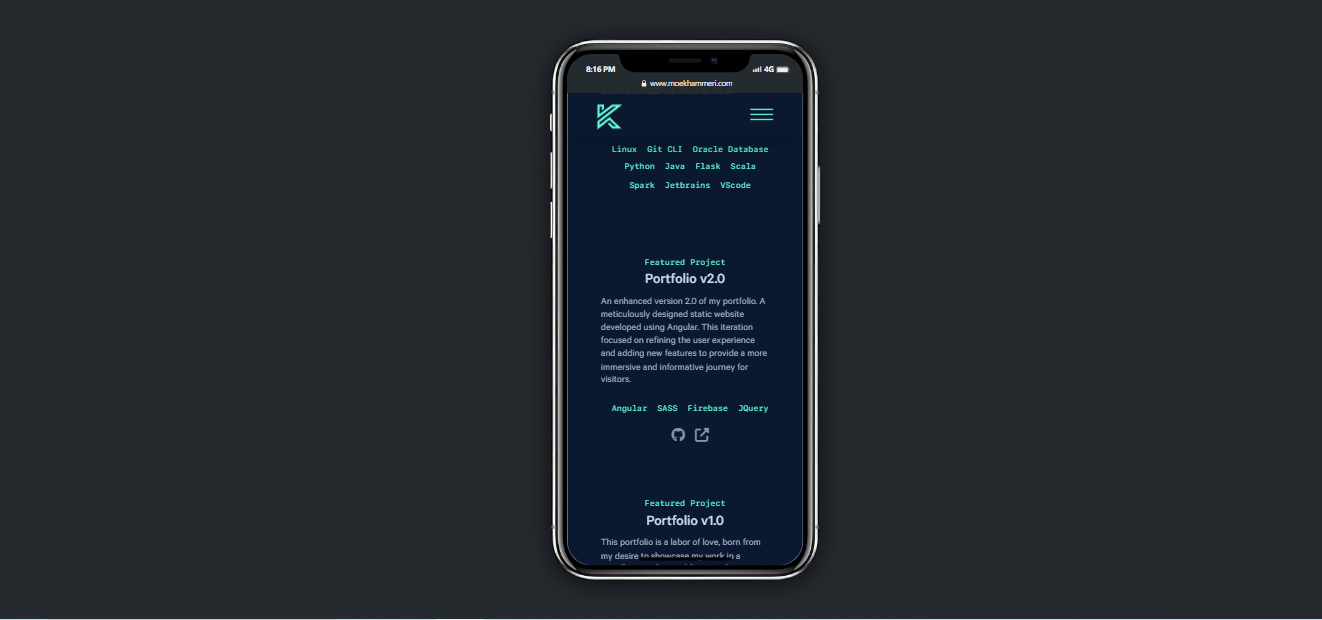 8:16 PM 4G
www.moekhammeri.com
K
Linux Git CLI Oracle Database
Python Java Flask Scala
Spark Jetbrains VScode
Featured Project
Portfolio v2.0
An enhanced version 2.0 of my portfolio. A
meticulously designed static website
developed using Angular. This iteration
focused on refining the user experience
and adding new features to provide a more
immersive and informative journey for
visitors.
Angular SASS Firebase JQuery
Featured Project
Portfolio v1.0
This portfolio is a labor of love, born from
my desire to showcase my work in a